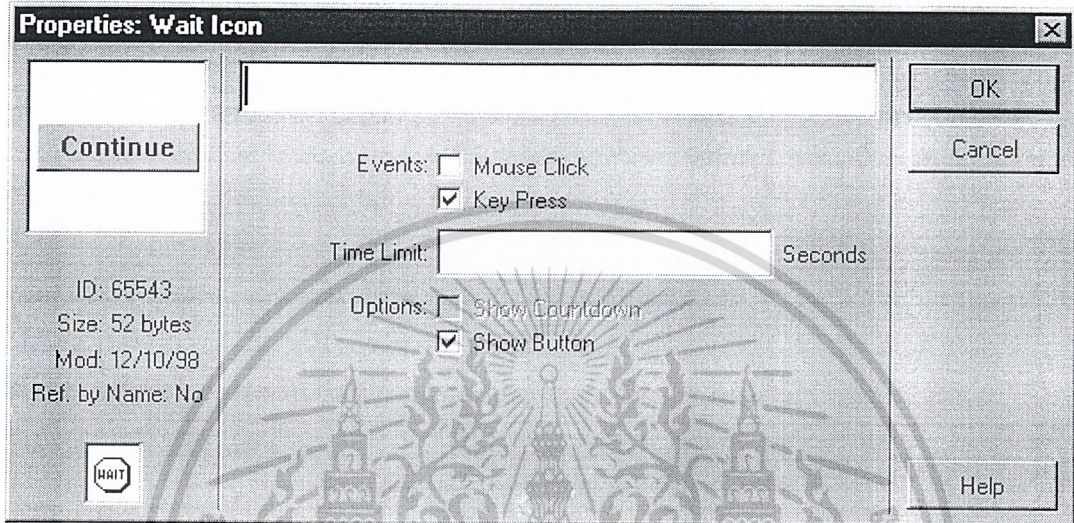 Properties: Wait Icon
Continue
ID: 65543
Size: 52 bytes
Mod: 12/10/98
Ref. by Name: No
WAIT
Events:
Mouse Click
Key Press
Time Limit:
Seconds
Options:
Show Countdown
Show Button
OK
Cancel
Help